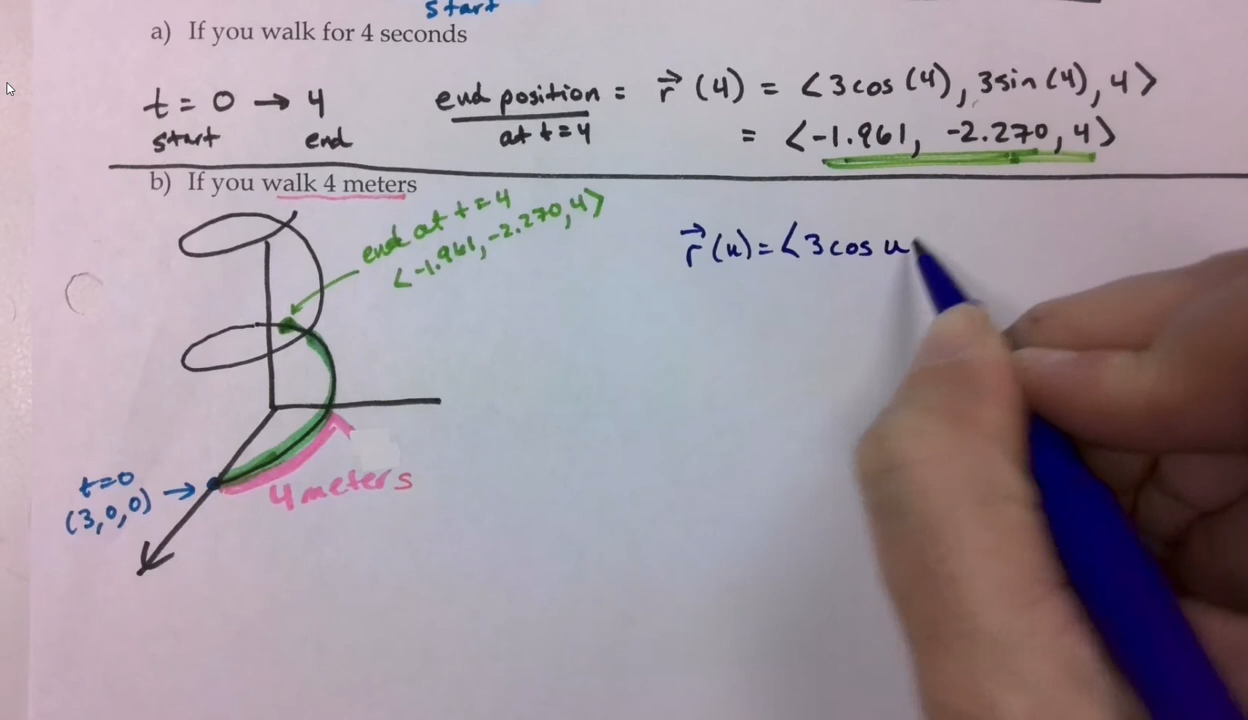 start
a) If you walk for 4 seconds
t = 0 → 4
start end
end position =
at t = 4
r⃗ (4) = <3cos(4), 3sin(4), 4>
= <-1.961, -2.270, 4>
b) If you walk 4 meters
end at t = 4
<-1.961, -2.270, 4>
r⃗ (u) = <3 cos u
t=0
(3,0,0) →
4 meters